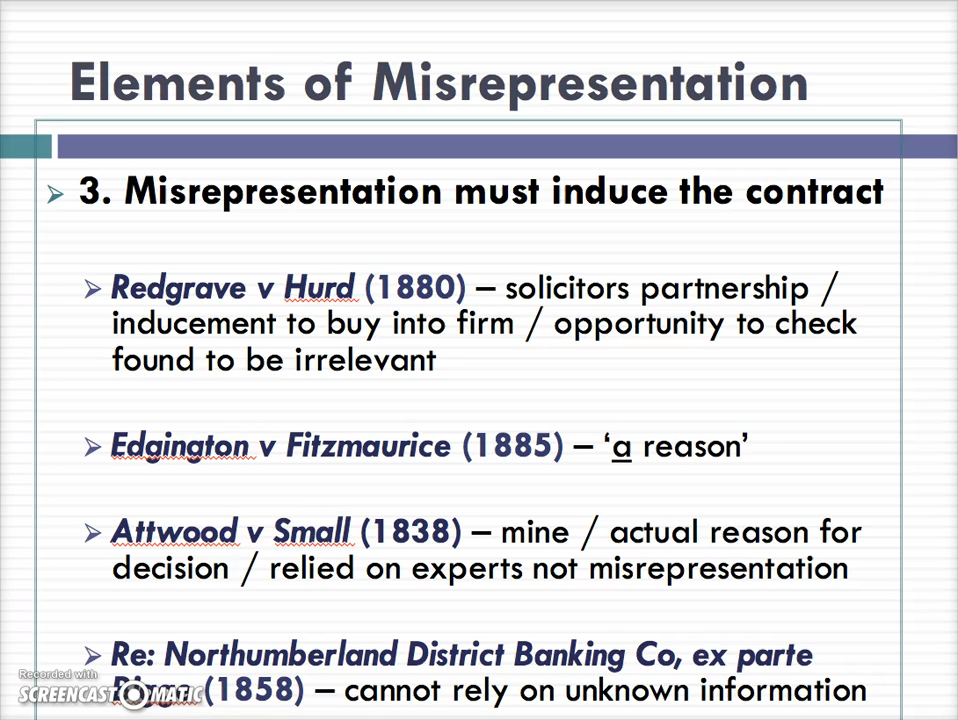 Elements of Misrepresentation
3. Misrepresentation must induce the contract
Redgrave v Hurd (1880) – solicitors partnership /
inducement to buy into firm / opportunity to check
found to be irrelevant
Edgington v Fitzmaurice (1885) – ‘a reason’
Attwood v Small (1838) – mine / actual reason for
decision / relied on experts not misrepresentation
Re: Northumberland District Banking Co, ex parte
(1858) – cannot rely on unknown information
Recorded with
SCREENCAST-O-MATIC